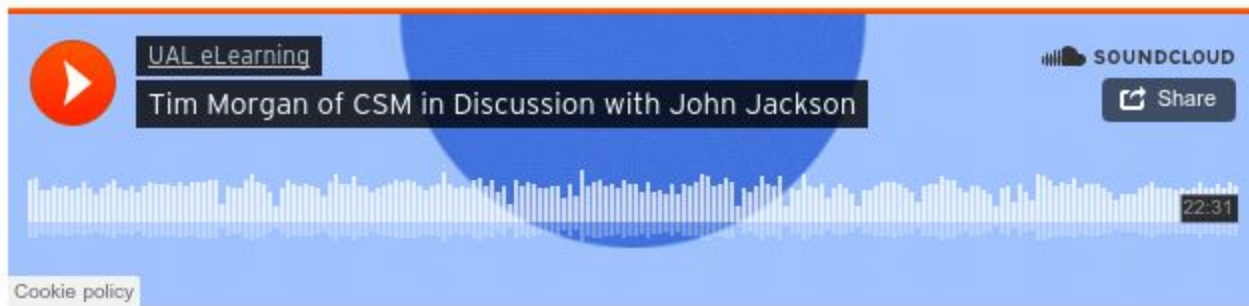 UAL eLearning
SOUNDCLOUD
Tim Morgan of CSM in Discussion with John Jackson
Share
22:31
Cookie policy